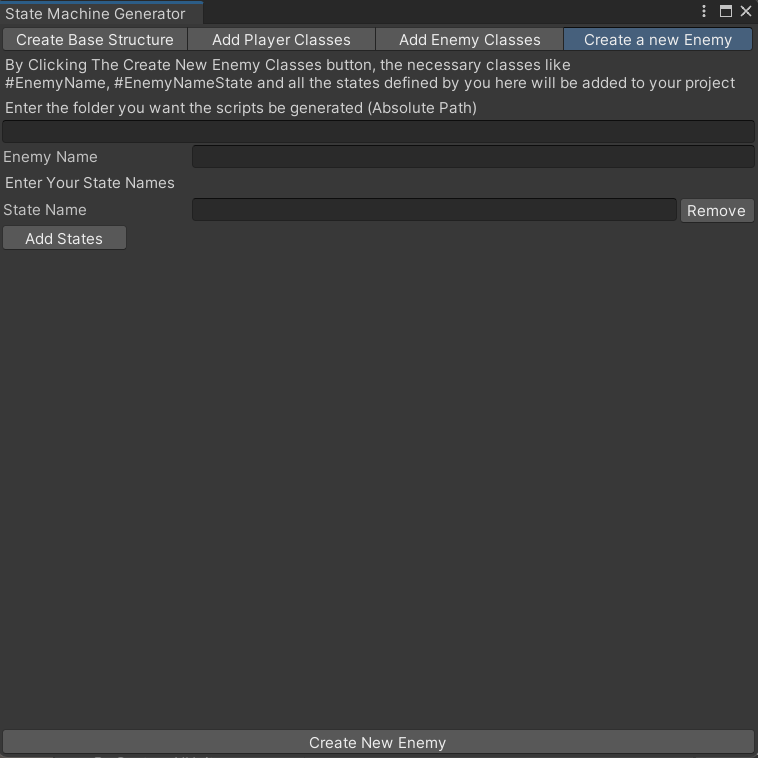 State Machine Generator
Create Base Structure
Add Player Classes
Add Enemy Classes
Create a new Enemy
By Clicking The Create New Enemy Classes button, the necessary classes like
#EnemyName, #EnemyNameState and all the states defined by you here will be added to your project
Enter the folder you want the scripts be generated (Absolute Path)
Enemy Name
Enter Your State Names
State Name
Remove
Add States
Create New Enemy